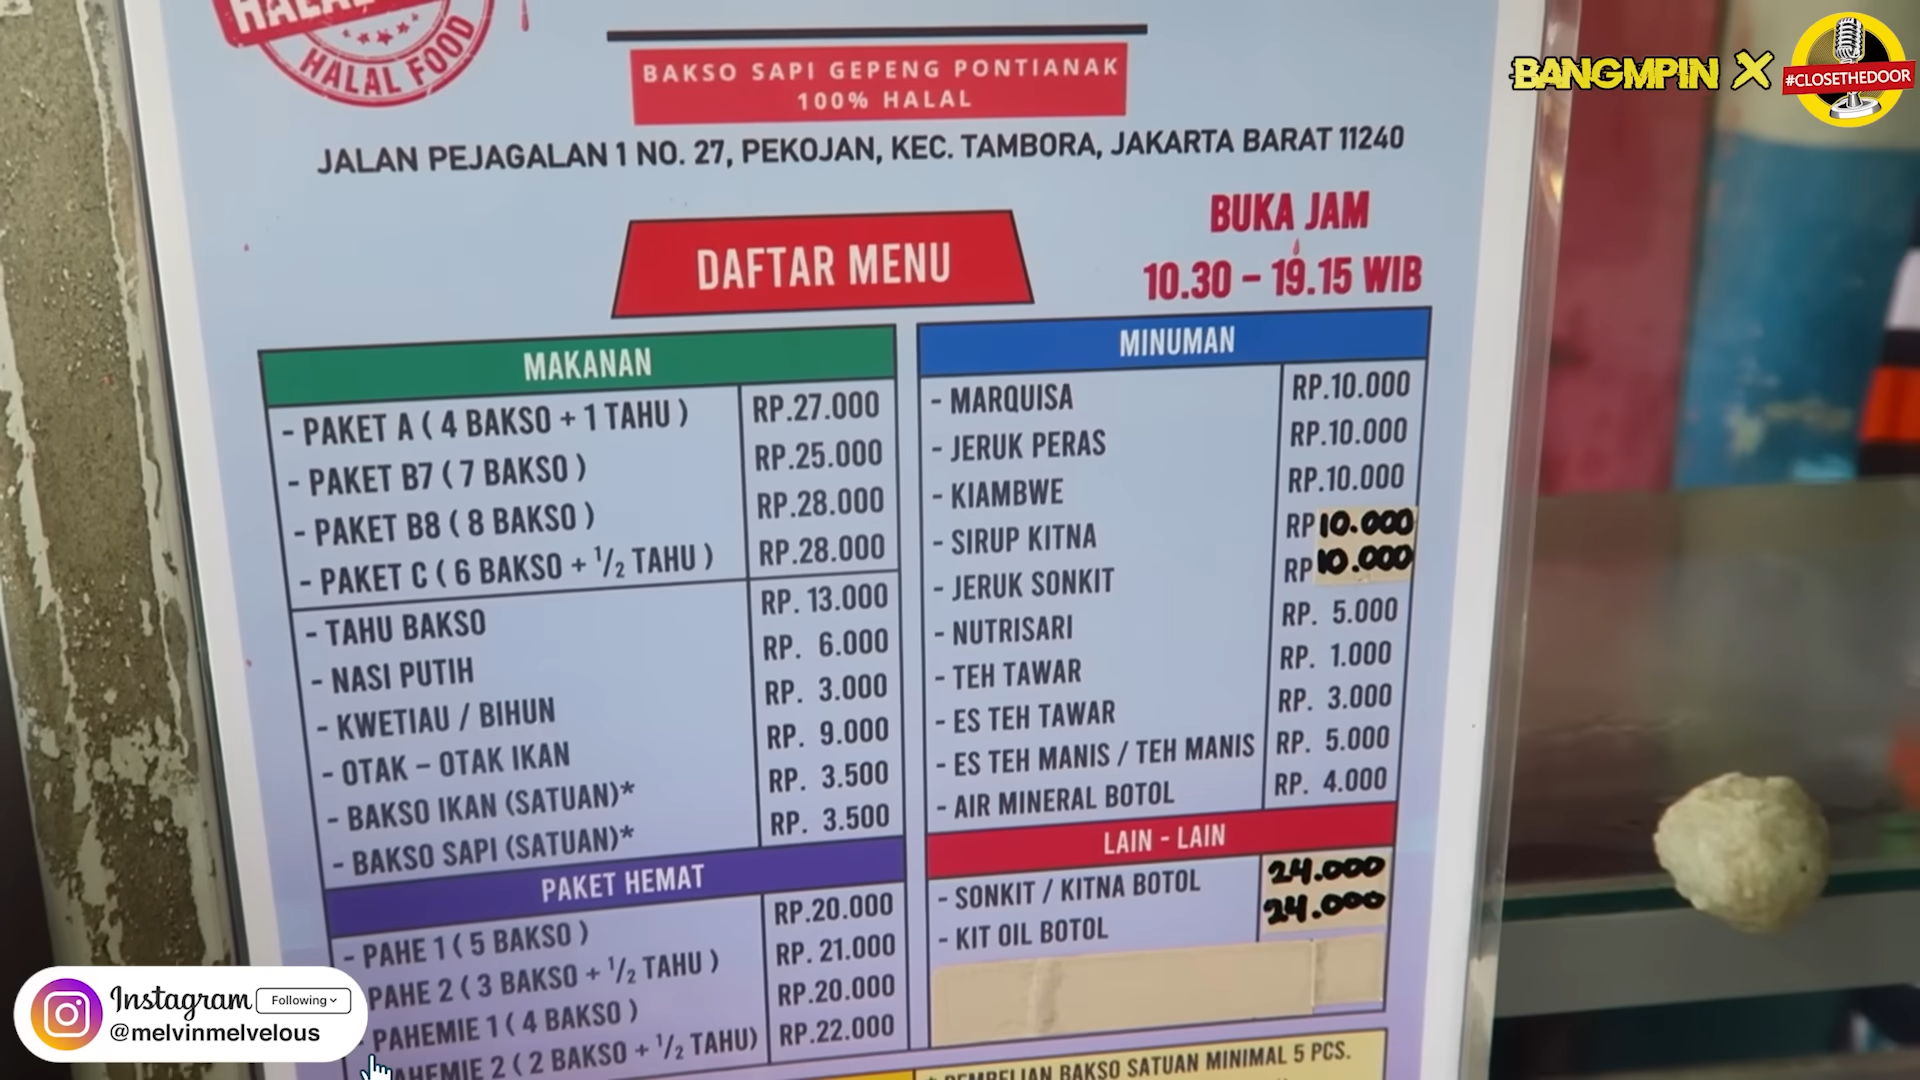 HALAL FOOD
BANGMPIN X #CLOSETHEDOOR
BAKSO SAPI GEPENG PONTIANAK
100% HALAL
JALAN PEJAGALAN 1 NO. 27, PEKOJAN, KEC. TAMBORA, JAKARTA BARAT 11240
DAFTAR MENU
BUKA JAM
10.30 - 19.15 WIB
MAKANAN
- PAKET A ( 4 BAKSO + 1 TAHU ) RP.27.000
- PAKET B7 ( 7 BAKSO ) RP.25.000
- PAKET B8 ( 8 BAKSO ) RP.28.000
- PAKET C ( 6 BAKSO + 1/2 TAHU ) RP.28.000
- TAHU BAKSO RP. 13.000
- NASI PUTIH RP. 6.000
- KWETIAU / BIHUN RP. 3.000
- OTAK - OTAK IKAN RP. 9.000
- BAKSO IKAN (SATUAN)* RP. 3.500
- BAKSO SAPI (SATUAN)* RP. 3.500
PAKET HEMAT
- PAHE 1 ( 5 BAKSO ) RP.20.000
PAHE 2 ( 3 BAKSO + 1/2 TAHU ) RP. 21.000
PAHEMIE 1 ( 4 BAKSO ) RP.20.000
AHEMIE 2 ( 2 BAKSO + 1/2 TAHU) RP.22.000
MINUMAN
- MARQUISA RP.10.000
- JERUK PERAS RP.10.000
- KIAMBWE RP.10.000
- SIRUP KITNA RP 10.000
- JERUK SONKIT RP 10.000
- NUTRISARI RP. 5.000
- TEH TAWAR RP. 1.000
- ES TEH TAWAR RP. 3.000
- ES TEH MANIS / TEH MANIS RP. 5.000
- AIR MINERAL BOTOL RP. 4.000
LAIN - LAIN
- SONKIT / KITNA BOTOL 24.000
- KIT OIL BOTOL 24.000
* PEMBELIAN BAKSO SATUAN MINIMAL 5 PCS.
Instagram Following
@melvinmelvelous